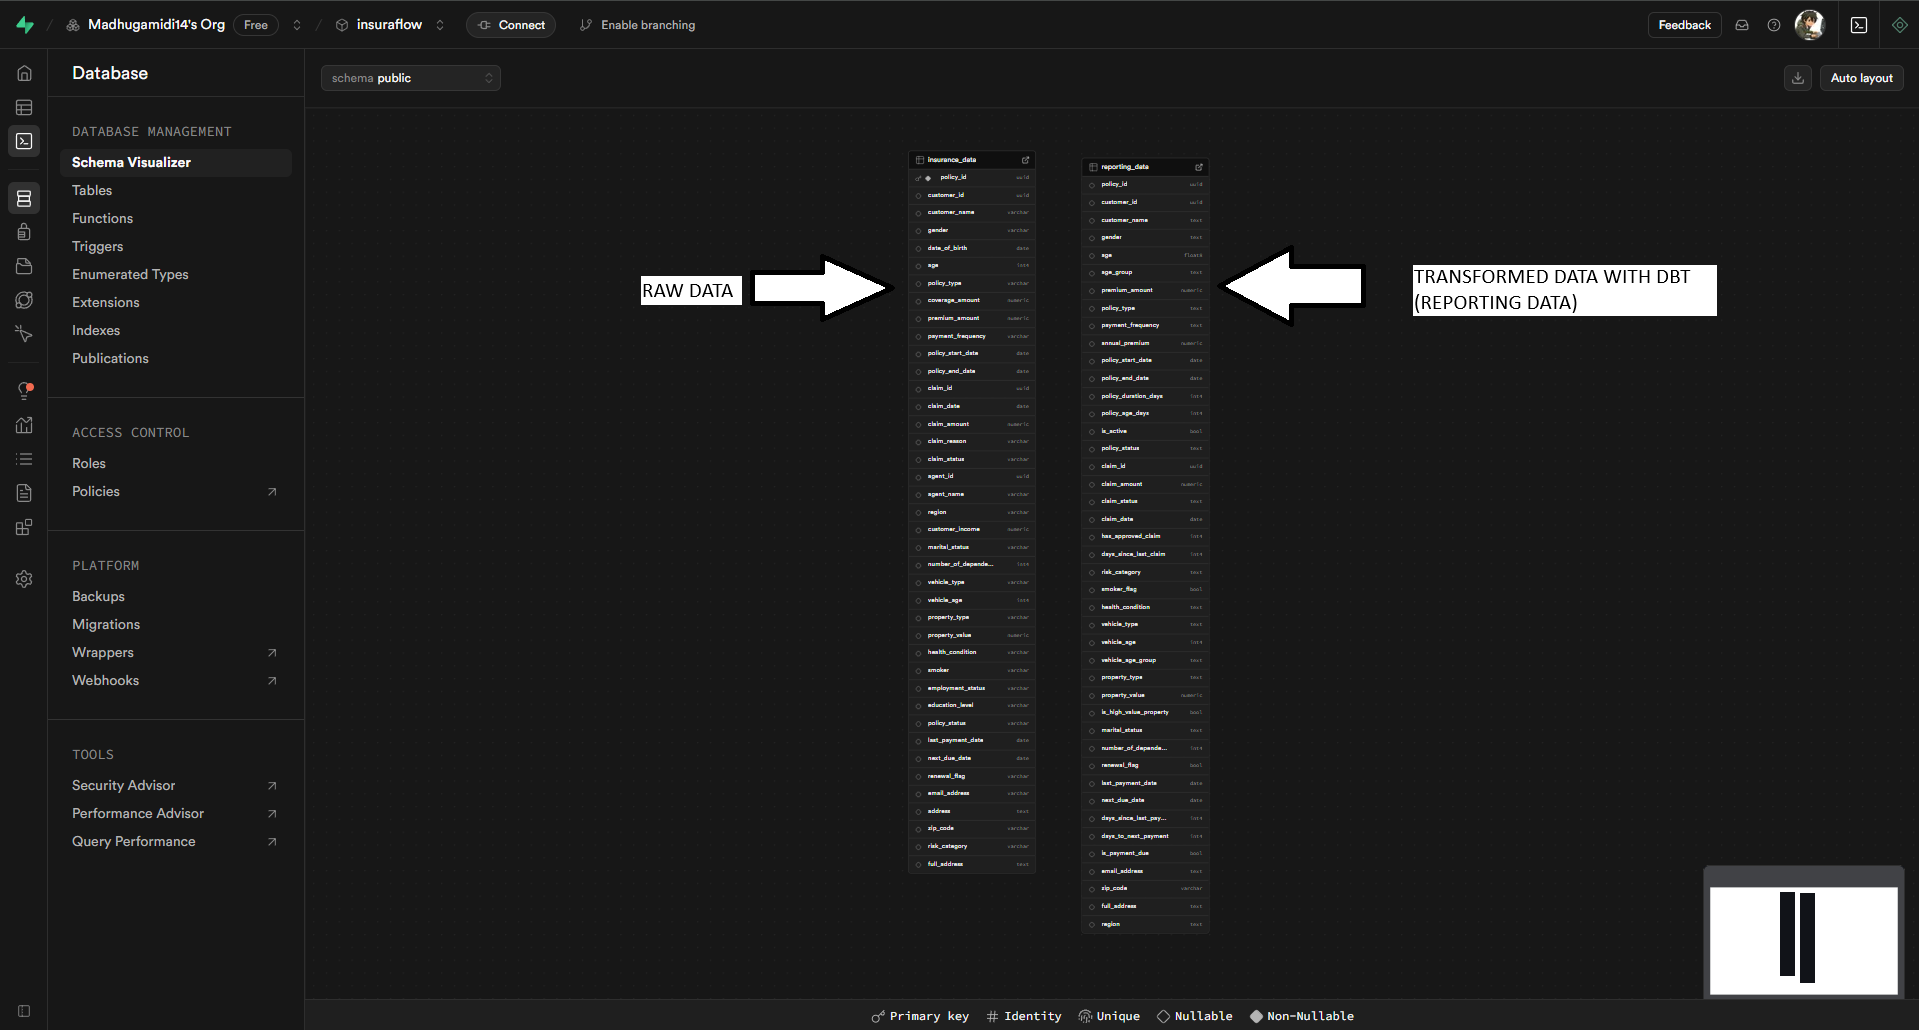 Madhugamidi14's Org Free insuraflow Connect Enable branching Feedback
Database
schema public
Auto layout
DATABASE MANAGEMENT
Schema Visualizer
Tables
Functions
Triggers
Enumerated Types
Extensions
Indexes
Publications
ACCESS CONTROL
Roles
Policies
PLATFORM
Backups
Migrations
Wrappers
Webhooks
TOOLS
Security Advisor
Performance Advisor
Query Performance
RAW DATA
insurance_data
policy_id uuid
customer_id uuid
customer_name varchar
gender varchar
date_of_birth date
age
policy_type varchar
coverage_amount numeric
premium_amount numeric
payment_frequency varchar
policy_start_date date
policy_end_date date
claim_id uuid
claim_date date
claim_amount numeric
claim_reason varchar
claim_status varchar
agent_id uuid
agent_name varchar
region varchar
customer_income numeric
marital_status varchar
number_of_depende...
vehicle_type varchar
vehicle_age
property_type varchar
property_value numeric
health_condition varchar
smoker varchar
employment_status varchar
education_level varchar
policy_status varchar
last_payment_date date
next_due_date date
renewal_flag varchar
email_address varchar
address text
zip_code varchar
risk_category varchar
full_address text
reporting_data
policy_id uuid
customer_id uuid
customer_name text
gender text
age
age_group text
premium_amount numeric
policy_type text
payment_frequency text
annual_premium numeric
policy_start_date date
policy_end_date date
policy_duration_days int4
policy_age_days int4
is_active bool
policy_status text
claim_id uuid
claim_amount numeric
claim_status text
claim_date date
has_approved_claim int4
days_since_last_claim int4
risk_category text
smoker_flag bool
health_condition text
vehicle_type text
vehicle_age int4
vehicle_age_group text
property_type text
property_value numeric
is_high_value_property bool
marital_status text
number_of_depende... int4
renewal_flag bool
last_payment_date date
next_due_date date
days_since_last_pay... int4
days_to_next_payment int4
is_payment_due bool
email_address text
zip_code varchar
full_address text
region text
TRANSFORMED DATA WITH DBT
(REPORTING DATA)
Primary key Identity Unique Nullable Non-Nullable